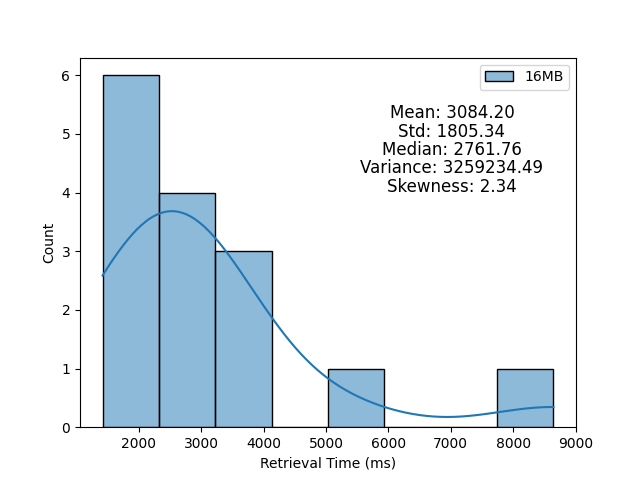 16MB
Mean: 3084.20
Std: 1805.34
Median: 2761.76
Variance: 3259234.49
Skewness: 2.34
Count
6
5
4
3
2
1
0
2000 3000 4000 5000 6000 7000 8000 9000
Retrieval Time (ms)